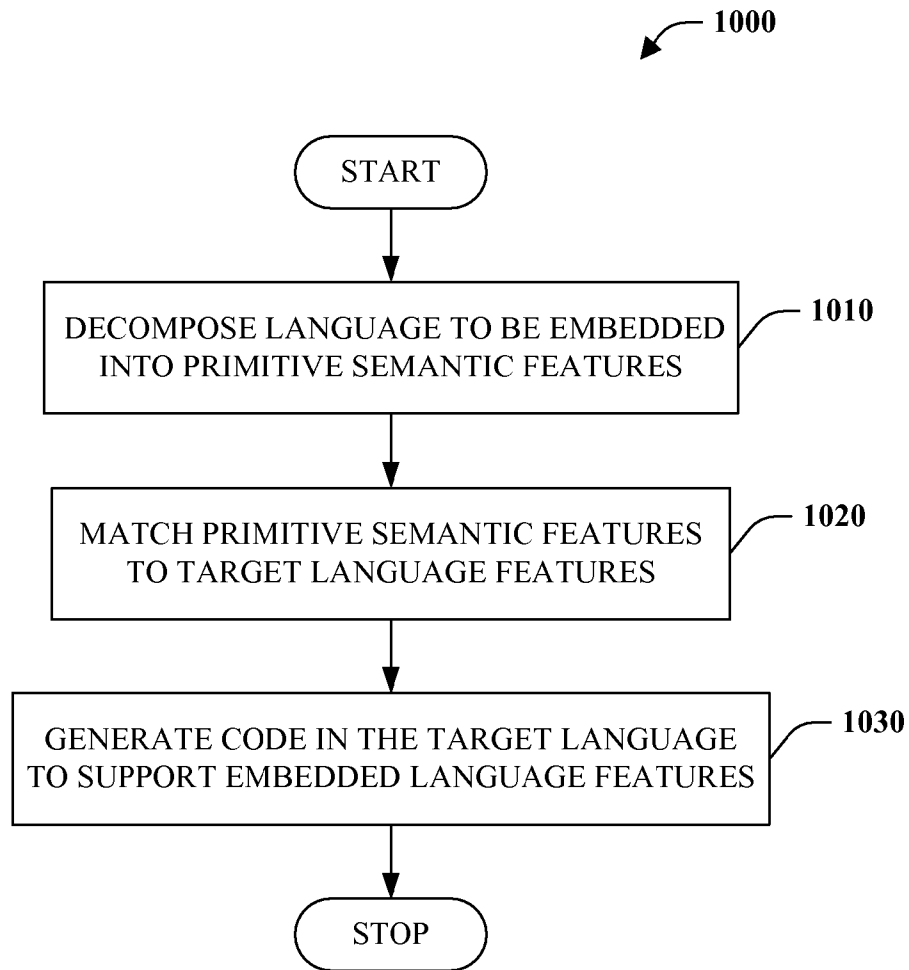 1000
START
DECOMPOSE LANGUAGE TO BE EMBEDDED
INTO PRIMITIVE SEMANTIC FEATURES
1010
MATCH PRIMITIVE SEMANTIC FEATURES
TO TARGET LANGUAGE FEATURES
1020
GENERATE CODE IN THE TARGET LANGUAGE
TO SUPPORT EMBEDDED LANGUAGE FEATURES
1030
STOP